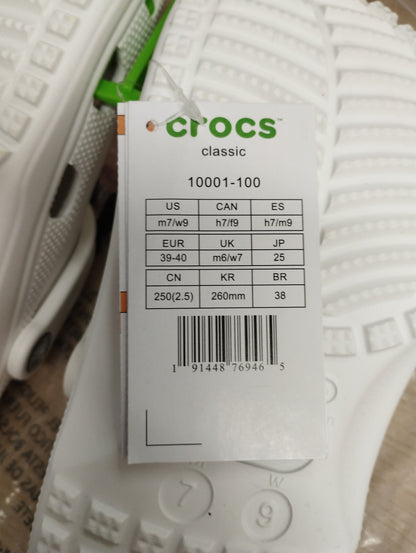 crocs™
classic
10001-100
US CAN ES
m7/w9 h7/f9 h7/m9
EUR UK JP
39-40 m6/w7 25
CN KR BR
250(2.5) 260mm 38
1 91448 76946 5
M W
7 9